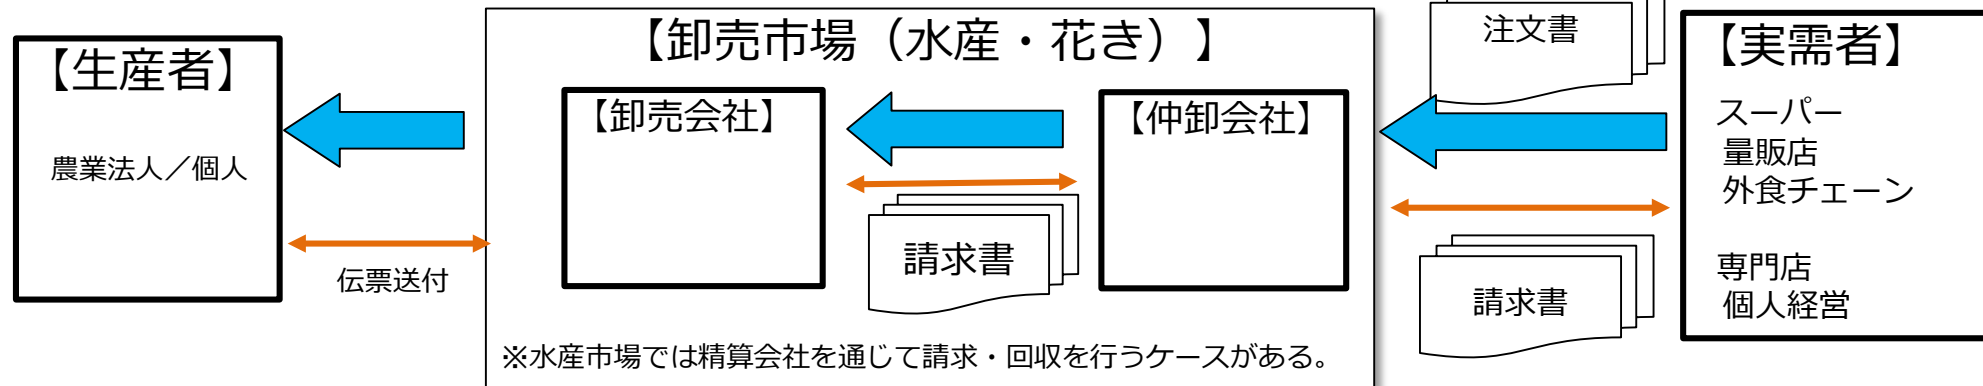 【生産者】
農業法人／個人
伝票送付
【卸売市場（水産・花き）】
【卸売会社】
請求書
【仲卸会社】
※水産市場では精算会社を通じて請求・回収を行うケースがある。
注文書
請求書
【実需者】
スーパー
量販店
外食チェーン
専門店
個人経営